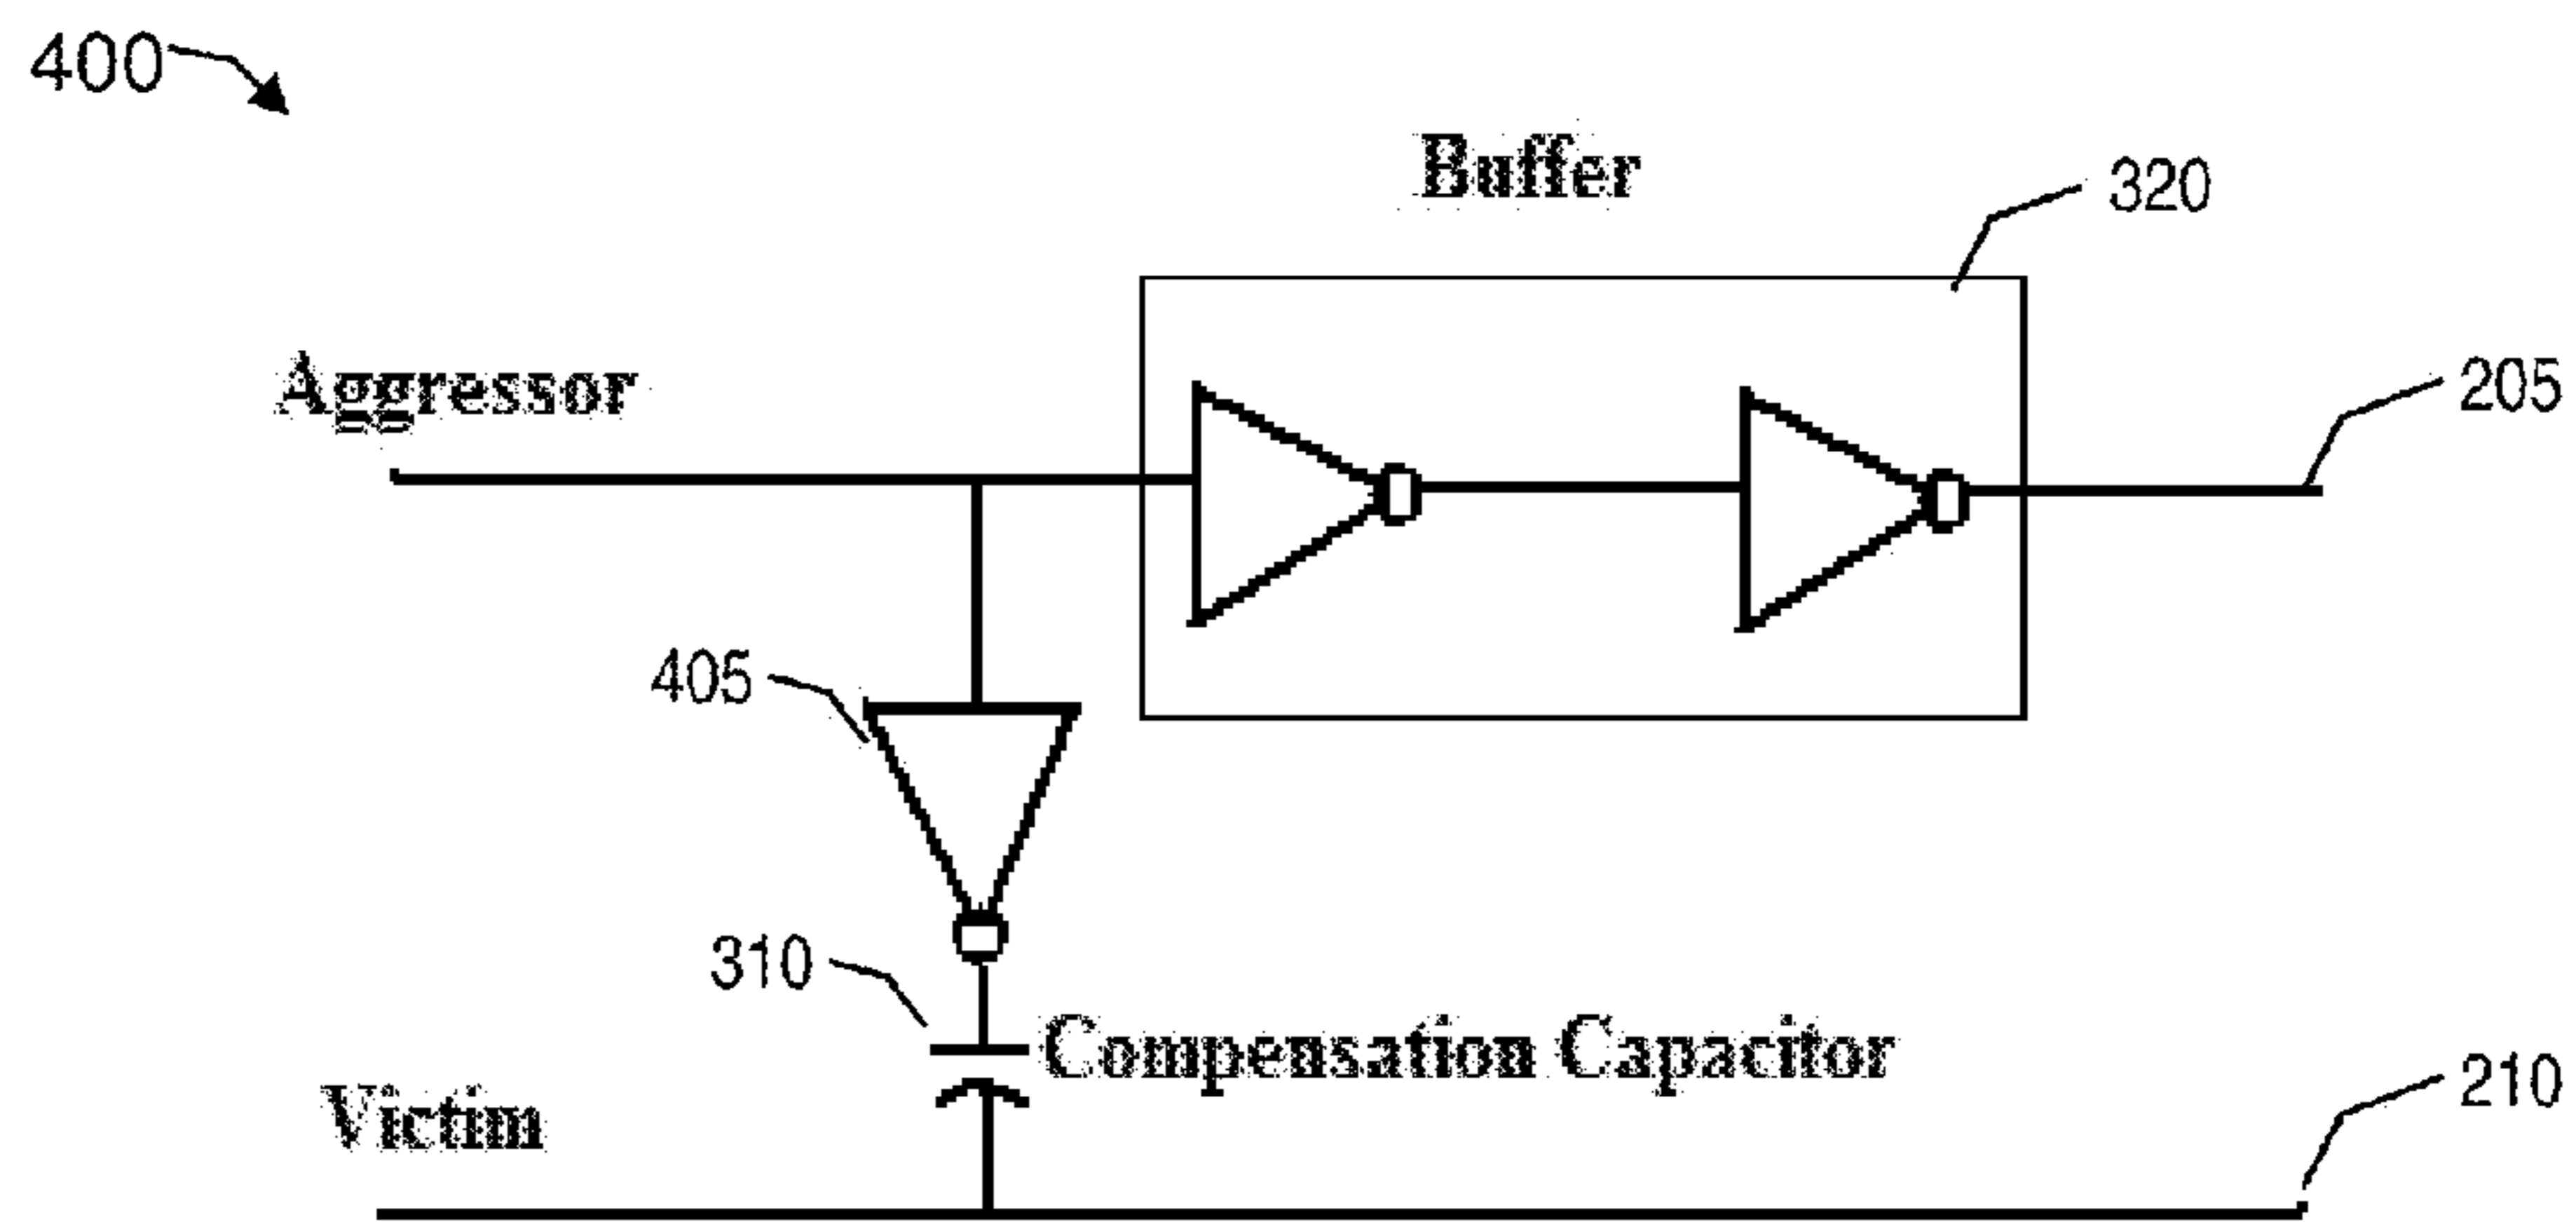 400
Buffer
320
Aggressor
205
405
310
Compensation Capacitor
Victim
210